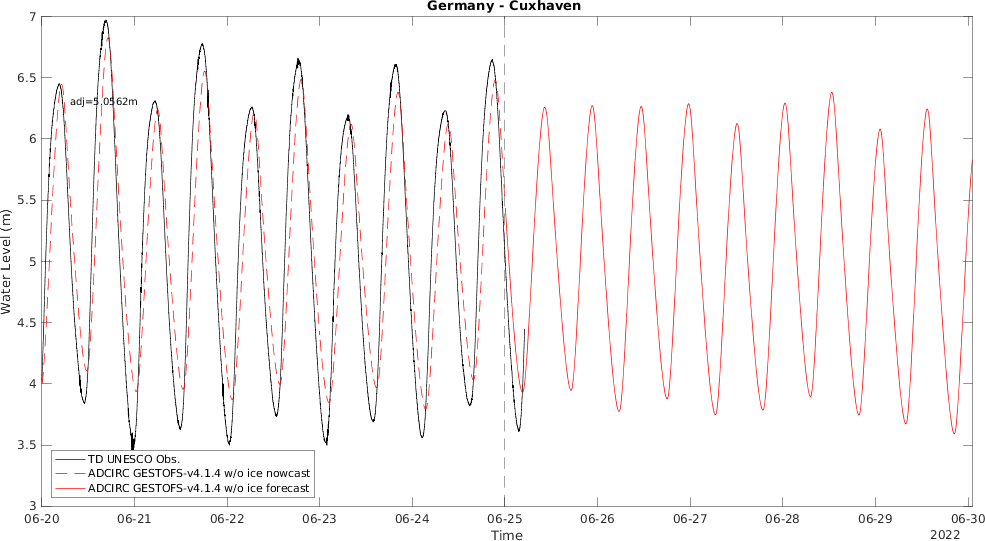 Germany - Cuxhaven
7
6.5
6
5.5
5
4.5
4
3.5
3
Water Level (m)
adj=5.0562m
TD UNESCO Obs.
ADCIRC GESTOFS-v4.1.4 w/o ice nowcast
ADCIRC GESTOFS-v4.1.4 w/o ice forecast
06-20 06-21 06-22 06-23 06-24 06-25 06-26 06-27 06-28 06-29 06-30
Time
2022